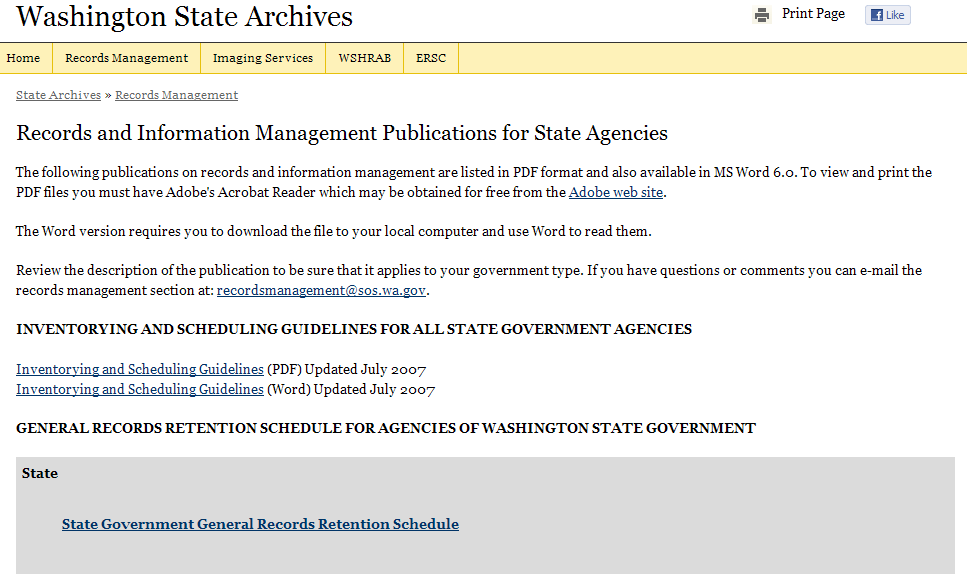 Washington State Archives
Print Page
Like
Home
Records Management
Imaging Services
WSHRAB
ERSC
State Archives » Records Management
Records and Information Management Publications for State Agencies
The following publications on records and information management are listed in PDF format and also available in MS Word 6.0. To view and print the
PDF files you must have Adobe's Acrobat Reader which may be obtained for free from the Adobe web site.
The Word version requires you to download the file to your local computer and use Word to read them.
Review the description of the publication to be sure that it applies to your government type. If you have questions or comments you can e-mail the
records management section at: recordsmanagement@sos.wa.gov.
INVENTORYING AND SCHEDULING GUIDELINES FOR ALL STATE GOVERNMENT AGENCIES
Inventorying and Scheduling Guidelines (PDF) Updated July 2007
Inventorying and Scheduling Guidelines (Word) Updated July 2007
GENERAL RECORDS RETENTION SCHEDULE FOR AGENCIES OF WASHINGTON STATE GOVERNMENT
State
State Government General Records Retention Schedule